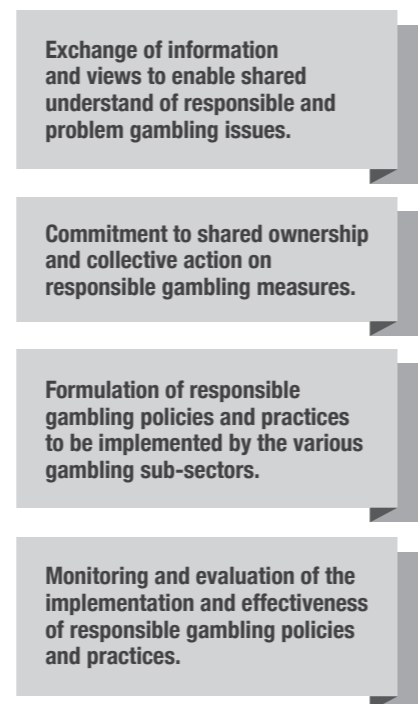 Exchange of information
and views to enable shared
understand of responsible and
problem gambling issues.
Commitment to shared ownership
and collective action on
responsible gambling measures.
Formulation of responsible
gambling policies and practices
to be implemented by the various
gambling sub-sectors.
Monitoring and evaluation of the
implementation and effectiveness
of responsible gambling policies
and practices.